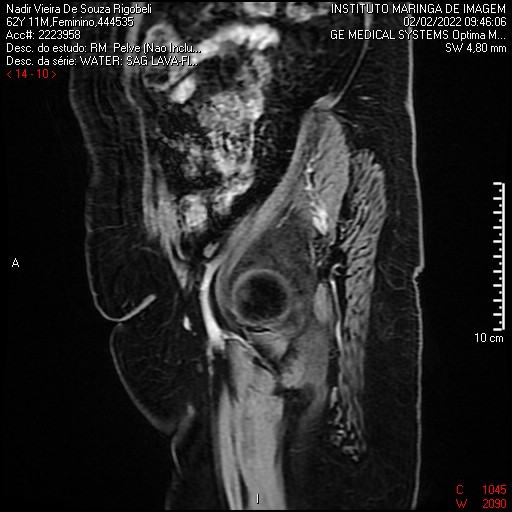 Nadir Vieira De Souza Rigobeli
62Y 11M,Feminino,444535
Acc#: 2223958
Desc. do estudo: RM Pelve (Nao Inclu...
Desc. da série: WATER: SAG LAVA-Fl...
< 14 - 10 >
INSTITUTO MARINGA DE IMAGEM
02/02/2022 09:46:06
GE MEDICAL SYSTEMS Optima M...
SW 4,80 mm
A
10 cm
I
C 1045
W 2090